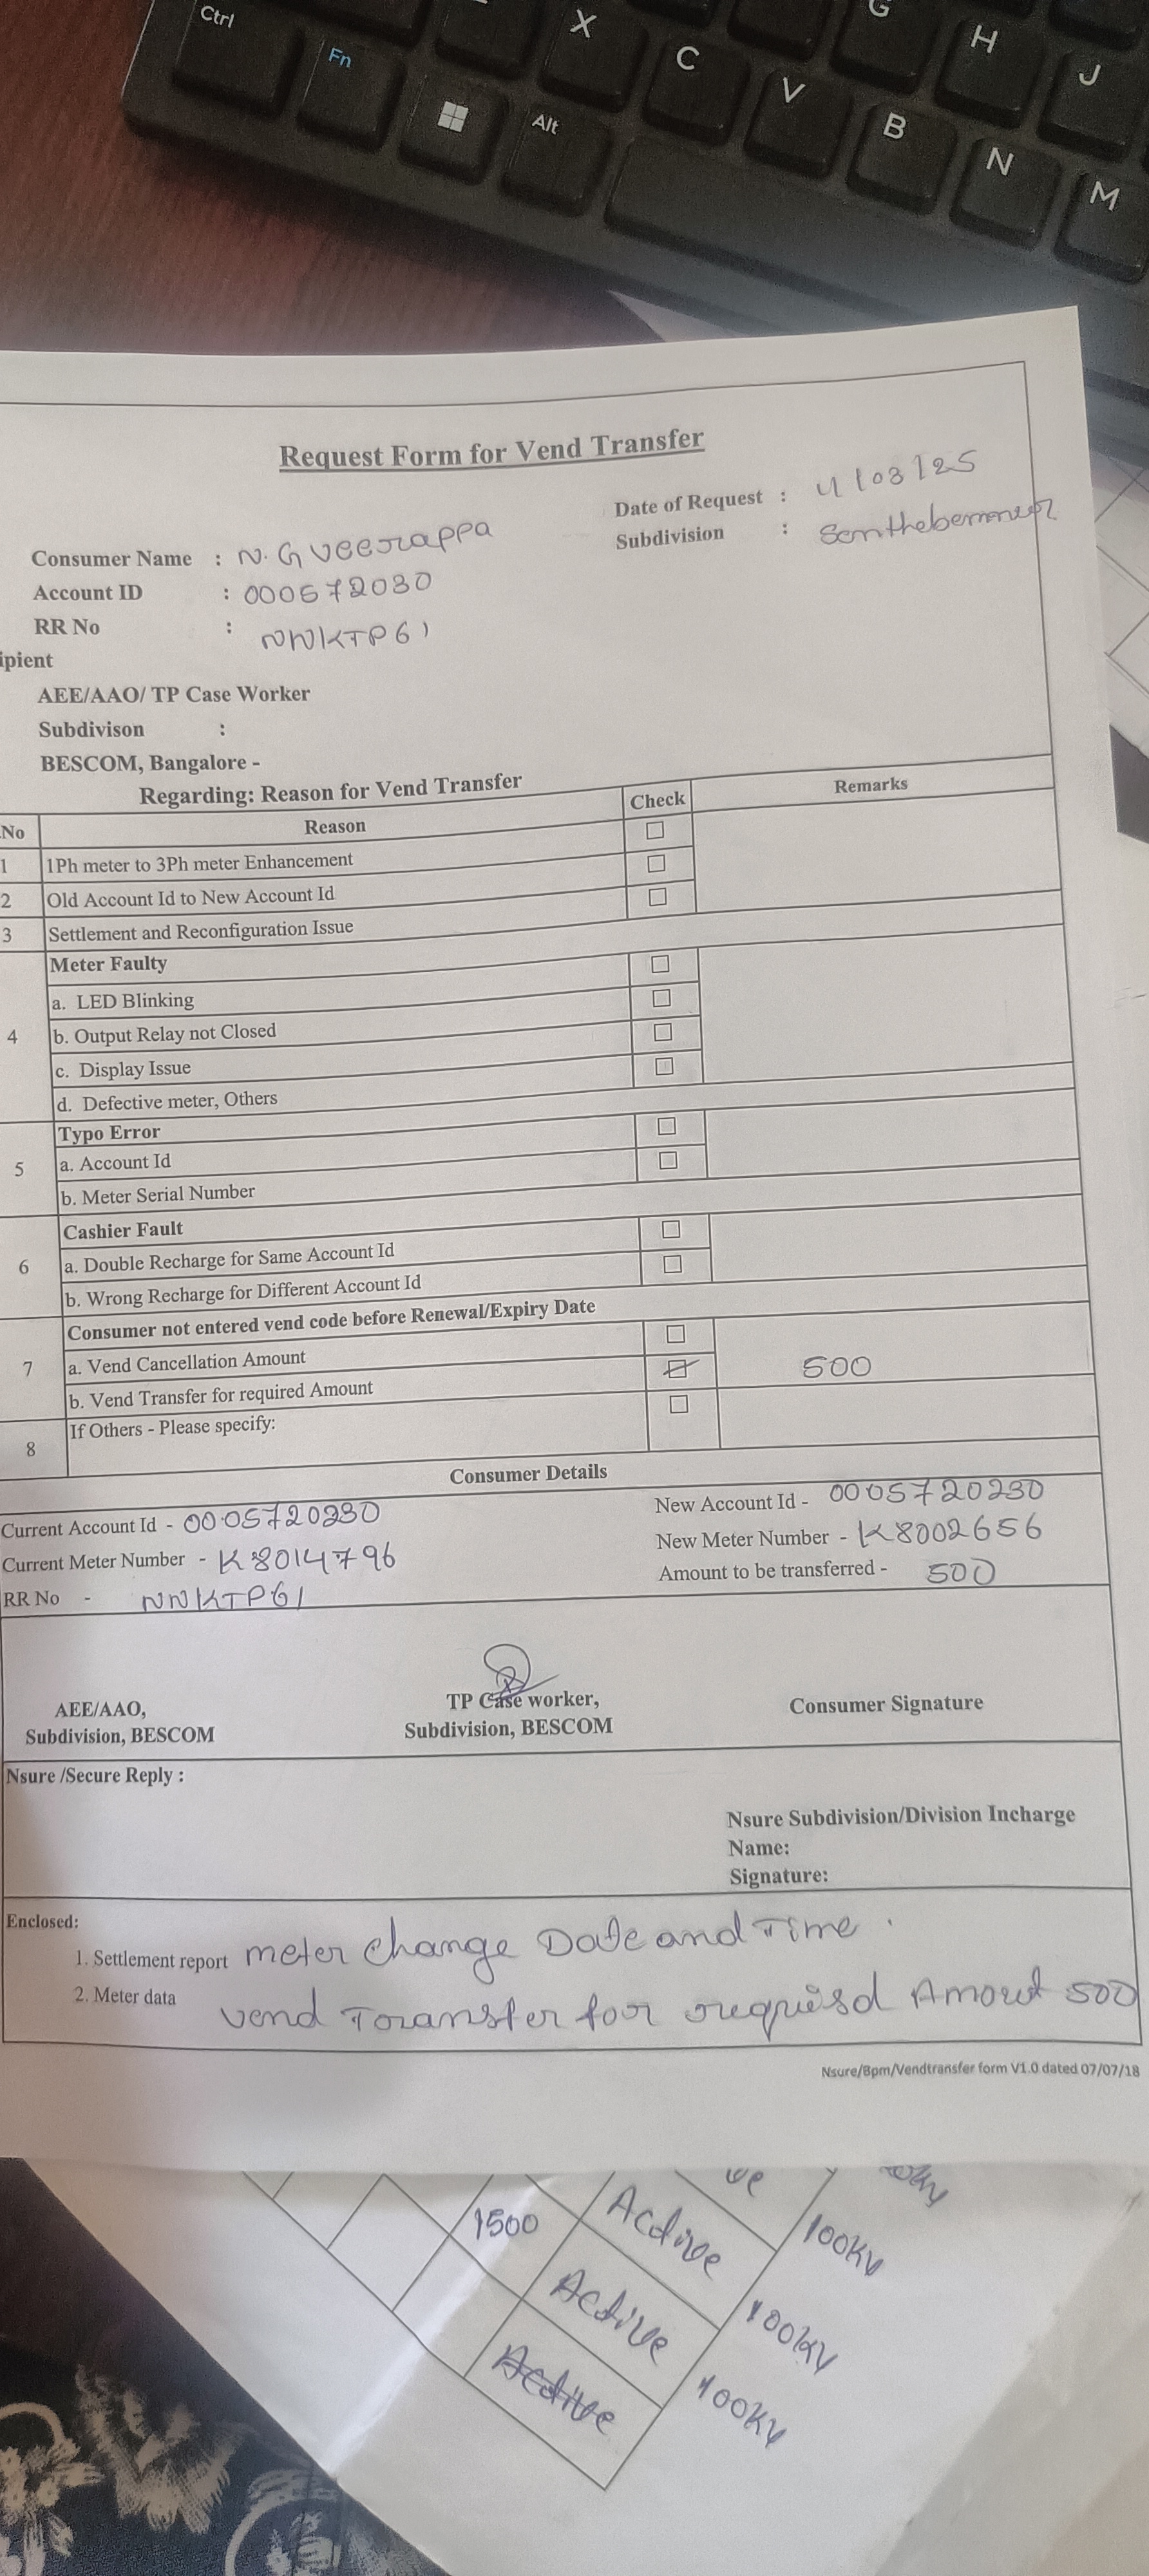 Ctrl
Fn
Alt
X
C
V
B
N
M
G
H
J
Request Form for Vend Transfer
Date of Request : 4/03/25
Subdivision :
Consumer Name : N. G Veerappa
Account ID : 000572030
RR No : NNKTP61
ipient
AEE/AAO/ TP Case Worker
Subdivison :
BESCOM, Bangalore -
Regarding: Reason for Vend Transfer
No Reason Check Remarks
1 1Ph meter to 3Ph meter Enhancement
2 Old Account Id to New Account Id
3 Settlement and Reconfiguration Issue
4 Meter Faulty
a. LED Blinking
b. Output Relay not Closed
c. Display Issue
d. Defective meter, Others
5 Typo Error
a. Account Id
b. Meter Serial Number
6 Cashier Fault
a. Double Recharge for Same Account Id
b. Wrong Recharge for Different Account Id
7 Consumer not entered vend code before Renewal/Expiry Date
a. Vend Cancellation Amount
b. Vend Transfer for required Amount 500
8 If Others - Please specify:
Consumer Details
Current Account Id - 0005720230 New Account Id - 0005720230
Current Meter Number - K8014796 New Meter Number - K8002656
RR No - NNKTP61 Amount to be transferred - 500
AEE/AAO,
Subdivision, BESCOM
TP Case worker,
Subdivision, BESCOM
Consumer Signature
Nsure /Secure Reply :
Nsure Subdivision/Division Incharge
Name:
Signature:
Enclosed:
1. Settlement report meter change Date and Time.
2. Meter data
vend Transfer for requisd Amout 500
Nsure/Bpm/Vendtransfer form V1.0 dated 07/07/18
1500 Acdive 100KV
Acdive 100KV
Acdive 100KV